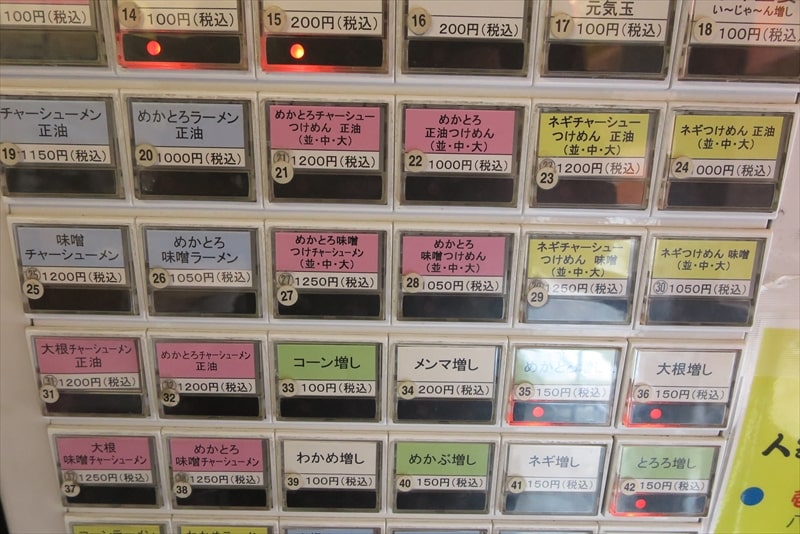 14 100円(税込)
15 200円(税込)
16 200円(税込)
元気玉
17 100円(税込)
い〜じゃ〜ん増し
18 100円(税込)
チャーシューメン
正油
19 1150円(税込)
めかとろラーメン
正油
20 1000円(税込)
めかとろチャーシュー
つけめん 正油
(並・中・大)
21 1200円(税込)
めかとろ
正油つけめん
(並・中・大)
22 1000円(税込)
ネギチャーシュー
つけめん 正油
(並・中・大)
23 1200円(税込)
ネギつけめん 正油
(並・中・大)
24 000円(税込)
味噌
チャーシューメン
25 1200円(税込)
めかとろ
味噌ラーメン
26 1050円(税込)
めかとろ味噌
つけチャーシューメン
(並・中・大)
27 1250円(税込)
めかとろ
味噌つけめん
(並・中・大)
28 1050円(税込)
ネギチャーシュー
つけめん 味噌
(並・中・大)
29 1250円(税込)
ネギつけめん 味噌
(並・中・大)
30 1050円(税込)
大根チャーシューメン
正油
31 1200円(税込)
めかとろチャーシューメン
正油
32 1200円(税込)
コーン増し
33 100円(税込)
メンマ増し
34 200円(税込)
めかとろ増し
35 150円(税込)
大根増し
36 150円(税込)
大根
味噌チャーシューメン
37 1250円(税込)
めかとろ
味噌チャーシューメン
38 1250円(税込)
わかめ増し
39 100円(税込)
めかぶ増し
40 150円(税込)
ネギ増し
41 150円(税込)
とろろ増し
42 150円(税込)
コーンラーメン